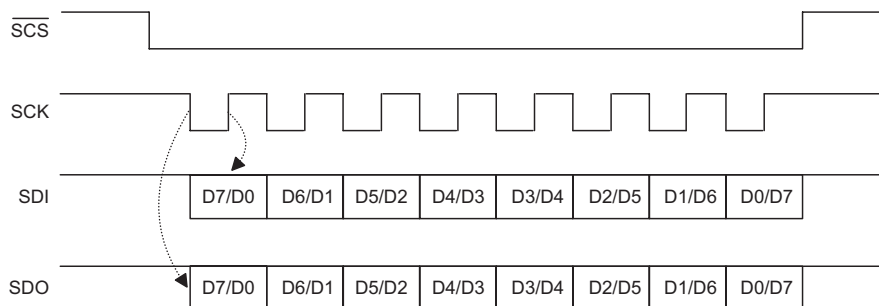 S̅C̅S̅
SCK
SDI D7/D0 D6/D1 D5/D2 D4/D3 D3/D4 D2/D5 D1/D6 D0/D7
SDO D7/D0 D6/D1 D5/D2 D4/D3 D3/D4 D2/D5 D1/D6 D0/D7